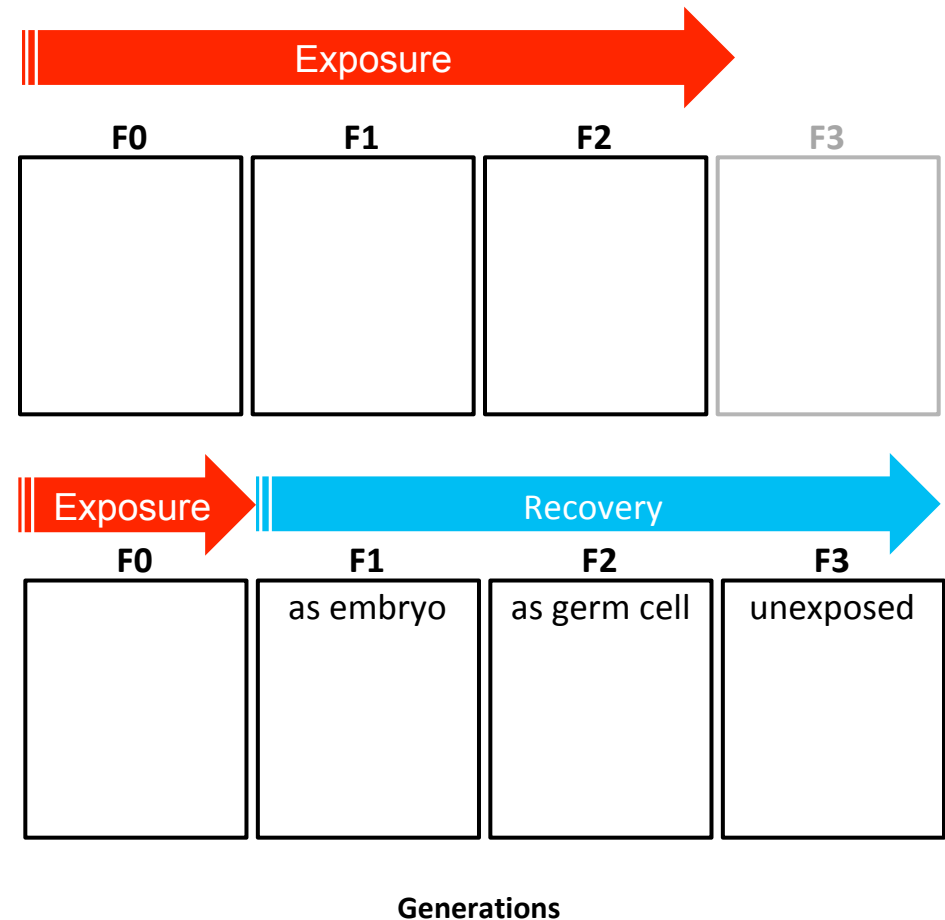 Exposure
F0 F1 F2 F3
Exposure Recovery
F0 F1 F2 F3
as embryo as germ cell unexposed
Generations